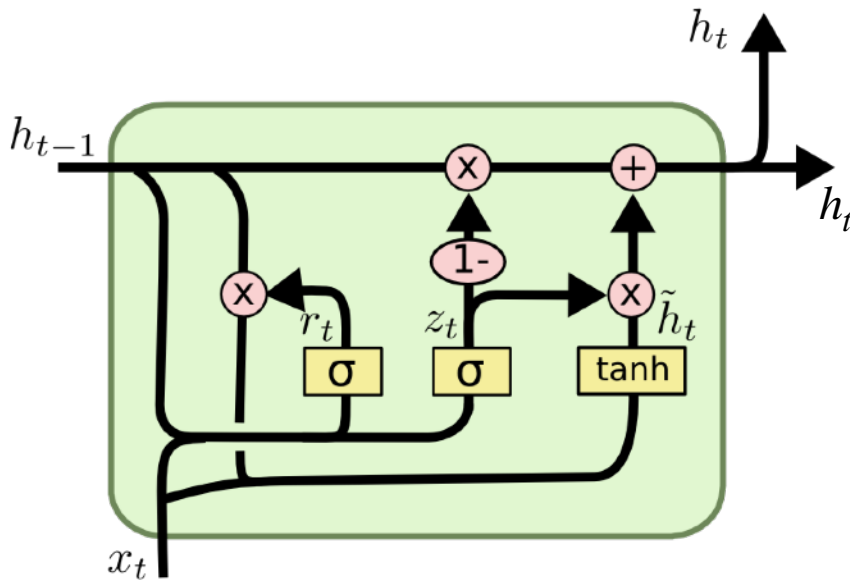 h_t
h_{t-1}
x
+
h_t
1-
x
x
r_t
z_t
h̃_t
σ
σ
tanh
x_t